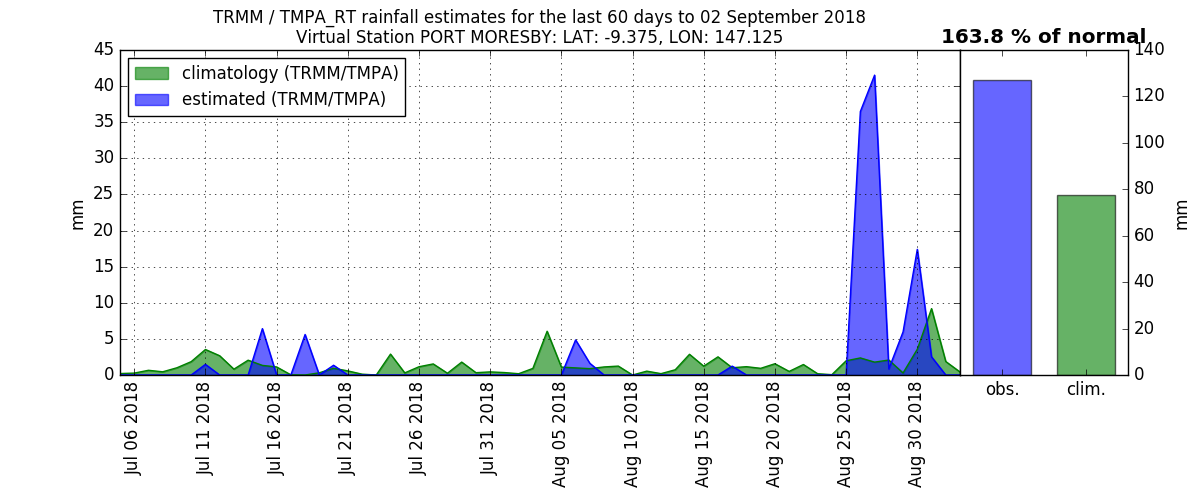 TRMM / TMPA_RT rainfall estimates for the last 60 days to 02 September 2018
Virtual Station PORT MORESBY: LAT: -9.375, LON: 147.125
163.8 % of normal
climatology (TRMM/TMPA)
estimated (TRMM/TMPA)
mm
45
40
35
30
25
20
15
10
5
0
Jul 06 2018
Jul 11 2018
Jul 16 2018
Jul 21 2018
Jul 26 2018
Jul 31 2018
Aug 05 2018
Aug 10 2018
Aug 15 2018
Aug 20 2018
Aug 25 2018
Aug 30 2018
obs.
clim.
140
120
100
80
60
40
20
0
mm